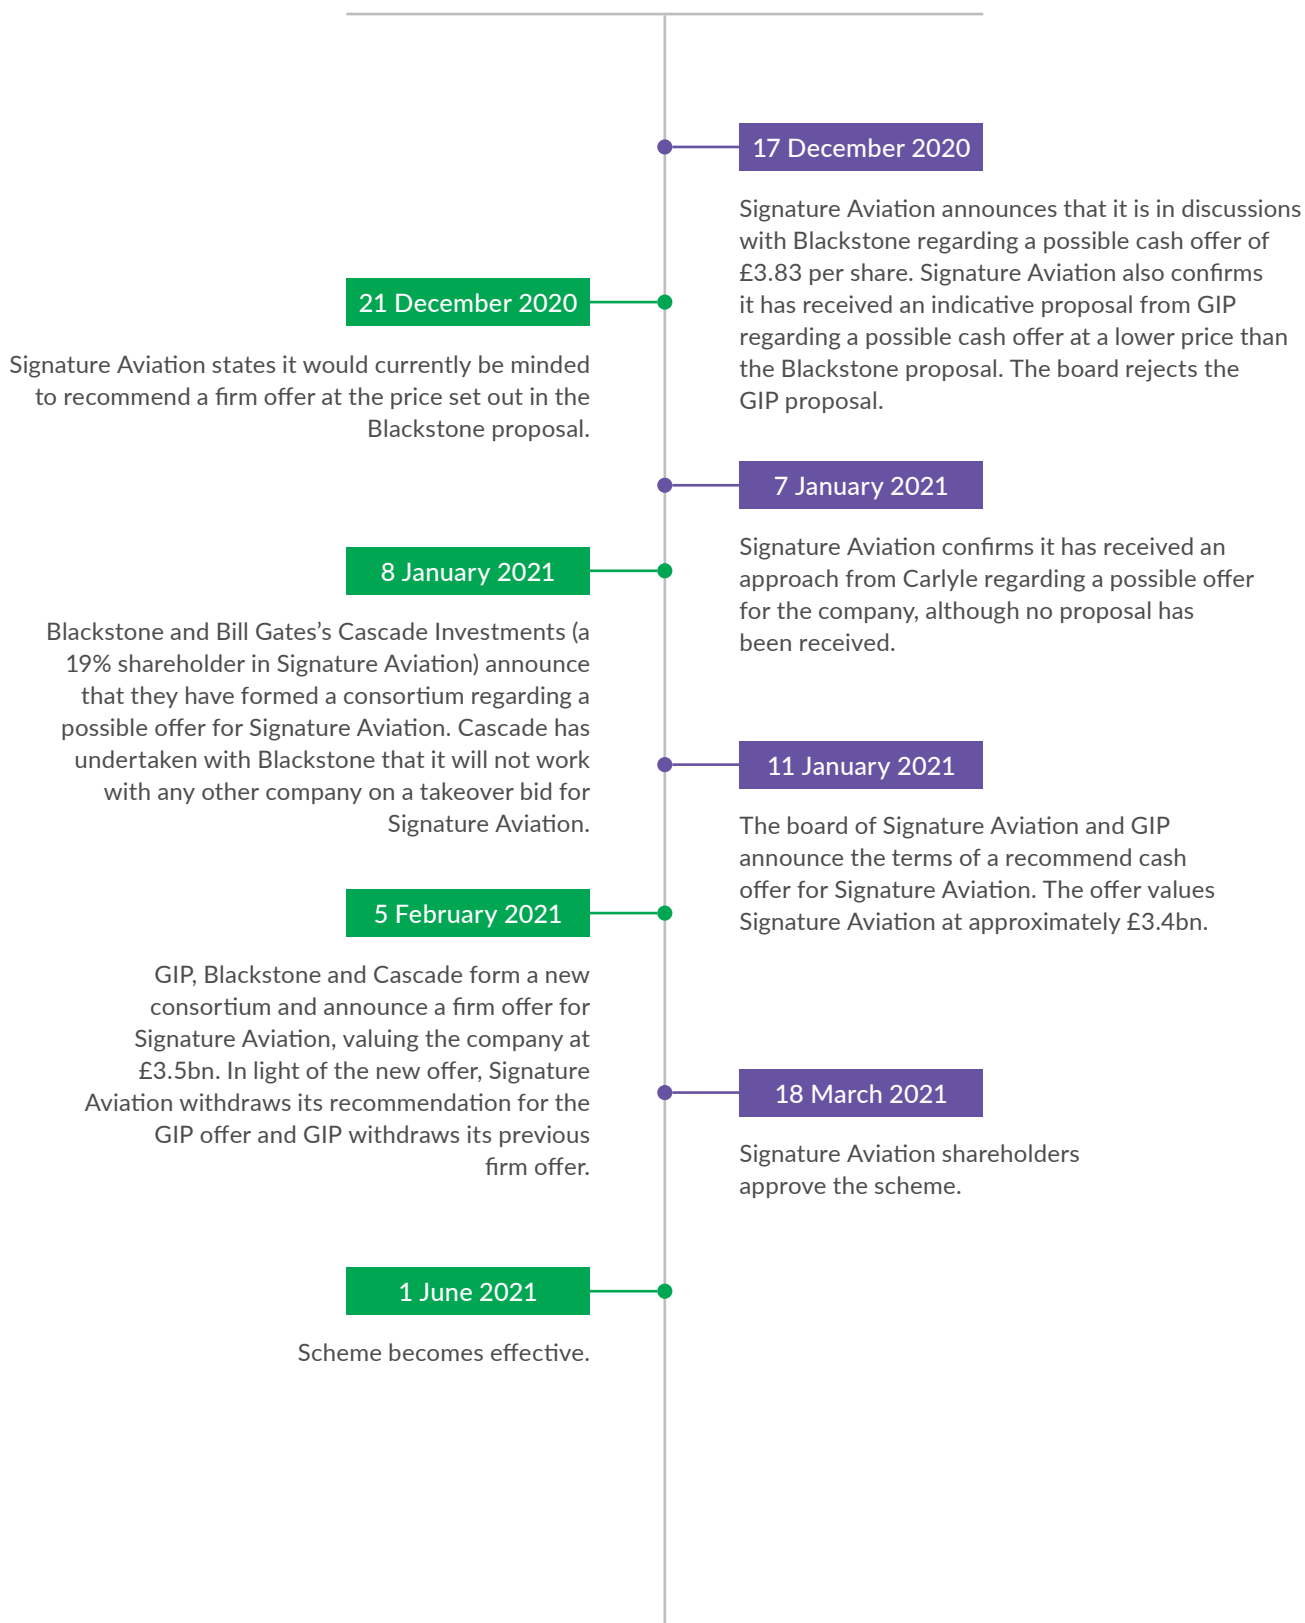 17 December 2020
Signature Aviation announces that it is in discussions
with Blackstone regarding a possible cash offer of
£3.83 per share. Signature Aviation also confirms
it has received an indicative proposal from GIP
regarding a possible cash offer at a lower price than
the Blackstone proposal. The board rejects the
GIP proposal.
21 December 2020
Signature Aviation states it would currently be minded
to recommend a firm offer at the price set out in the
Blackstone proposal.
7 January 2021
Signature Aviation confirms it has received an
approach from Carlyle regarding a possible offer
for the company, although no proposal has
been received.
8 January 2021
Blackstone and Bill Gates’s Cascade Investments (a
19% shareholder in Signature Aviation) announce
that they have formed a consortium regarding a
possible offer for Signature Aviation. Cascade has
undertaken with Blackstone that it will not work
with any other company on a takeover bid for
Signature Aviation.
11 January 2021
The board of Signature Aviation and GIP
announce the terms of a recommend cash
offer for Signature Aviation. The offer values
Signature Aviation at approximately £3.4bn.
5 February 2021
GIP, Blackstone and Cascade form a new
consortium and announce a firm offer for
Signature Aviation, valuing the company at
£3.5bn. In light of the new offer, Signature
Aviation withdraws its recommendation for the
GIP offer and GIP withdraws its previous
firm offer.
18 March 2021
Signature Aviation shareholders
approve the scheme.
1 June 2021
Scheme becomes effective.